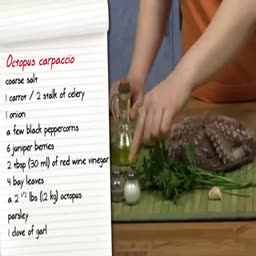 Octopus carpaccio
coarse salt
1 carrot / 2 stalk of celery
1 onion
a few black peppercorns
6 juniper berries
2 tbsp (30 ml) of red wine vinegar
4 bay leaves
a 2 1/2 lbs (1.2 kg) octopus
parsley
1 clove of garl